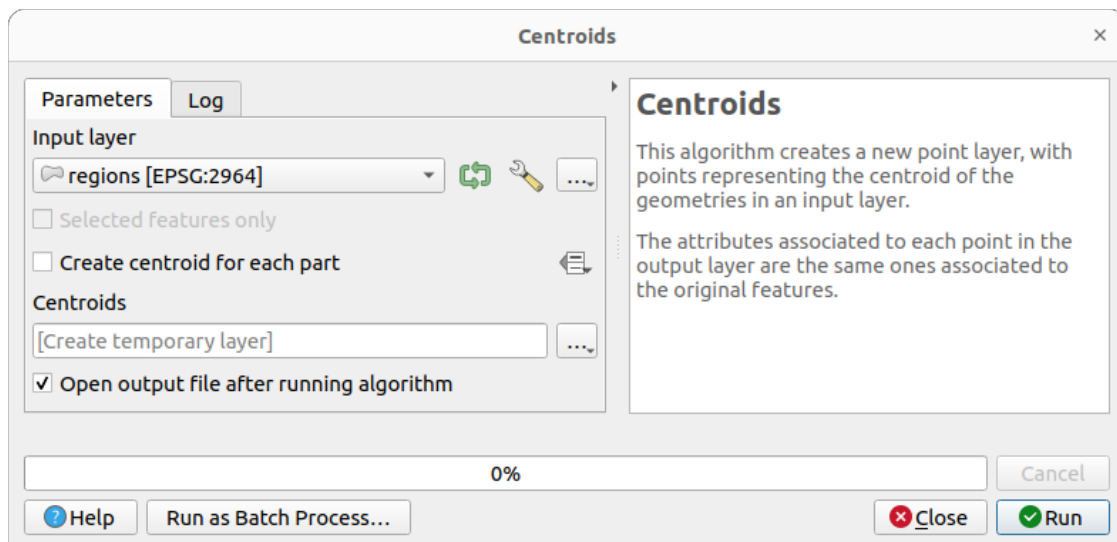 Centroids
Parameters
Log
Input layer
regions [EPSG:2964]
...
Selected features only
Create centroid for each part
Centroids
[Create temporary layer]
...
Open output file after running algorithm
Centroids
This algorithm creates a new point layer, with
points representing the centroid of the
geometries in an input layer.
The attributes associated to each point in the
output layer are the same ones associated to
the original features.
0%
Cancel
Help
Run as Batch Process...
Close
Run